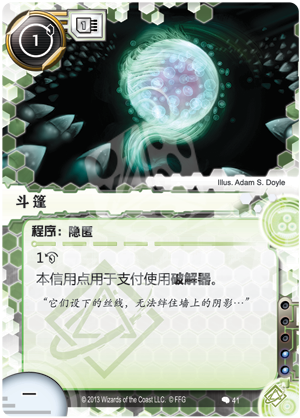 1
1
Illus. Adam S. Doyle
斗篷
程序：隐匿
1
本信用点用于支付使用破解器。
“它们设下的丝线，无法绊住墙上的阴影…”
–
© 2013 Wizards of the Coast LLC. © FFG
41